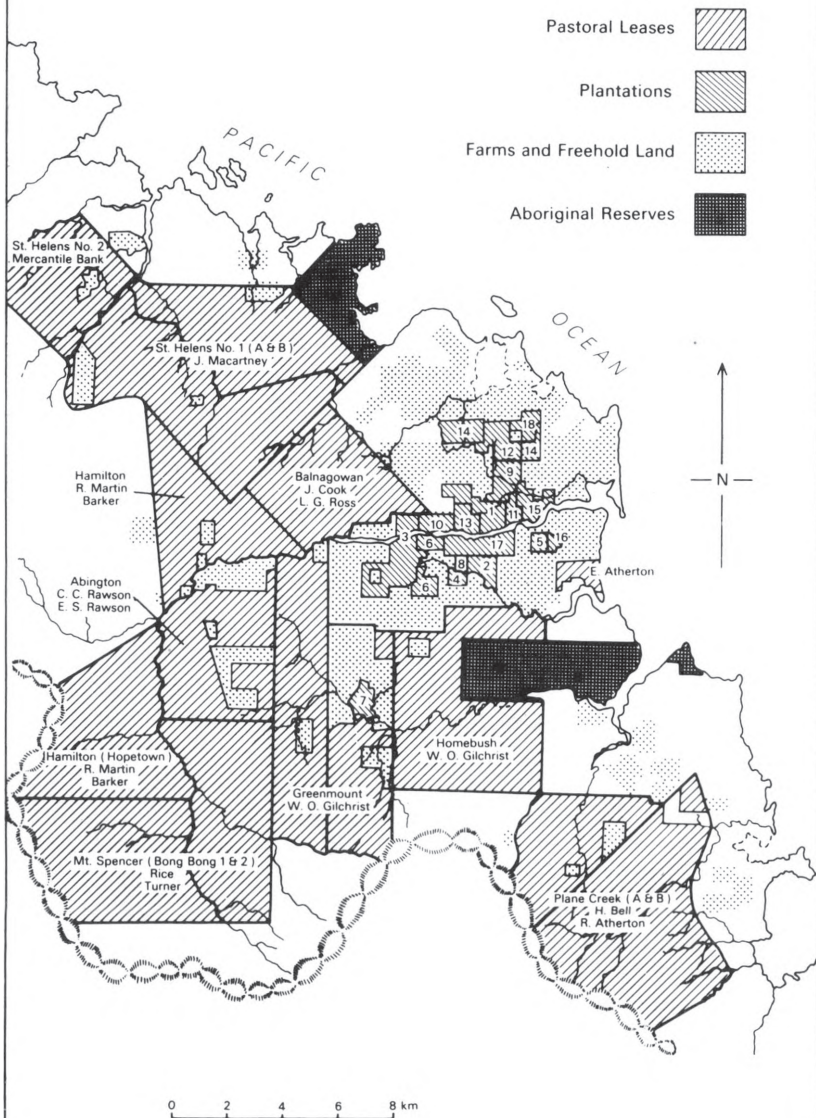 Pastoral Leases
Plantations
Farms and Freehold Land
Aboriginal Reserves
PACIFIC
OCEAN
St. Helens No. 2
Mercantile Bank
St. Helens No. 1 (A & B)
J. Macartney
Hamilton
R. Martin
Barker
Balnagowan
J. Cook
L. G. Ross
14
18
12
14
9
1
15
11
10
13
3
6
17
5
16
8
2
4
6
N
E. Atherton
Abington
C. C. Rawson
E. S. Rawson
Hamilton (Hopetown)
R. Martin
Barker
Greenmount
W. O. Gilchrist
Homebush
W. O. Gilchrist
Mt. Spencer (Bong Bong 1 & 2)
Rice
Turner
Plane Creek (A & B)
H. Bell
R. Atherton
0 2 4 6 8 km